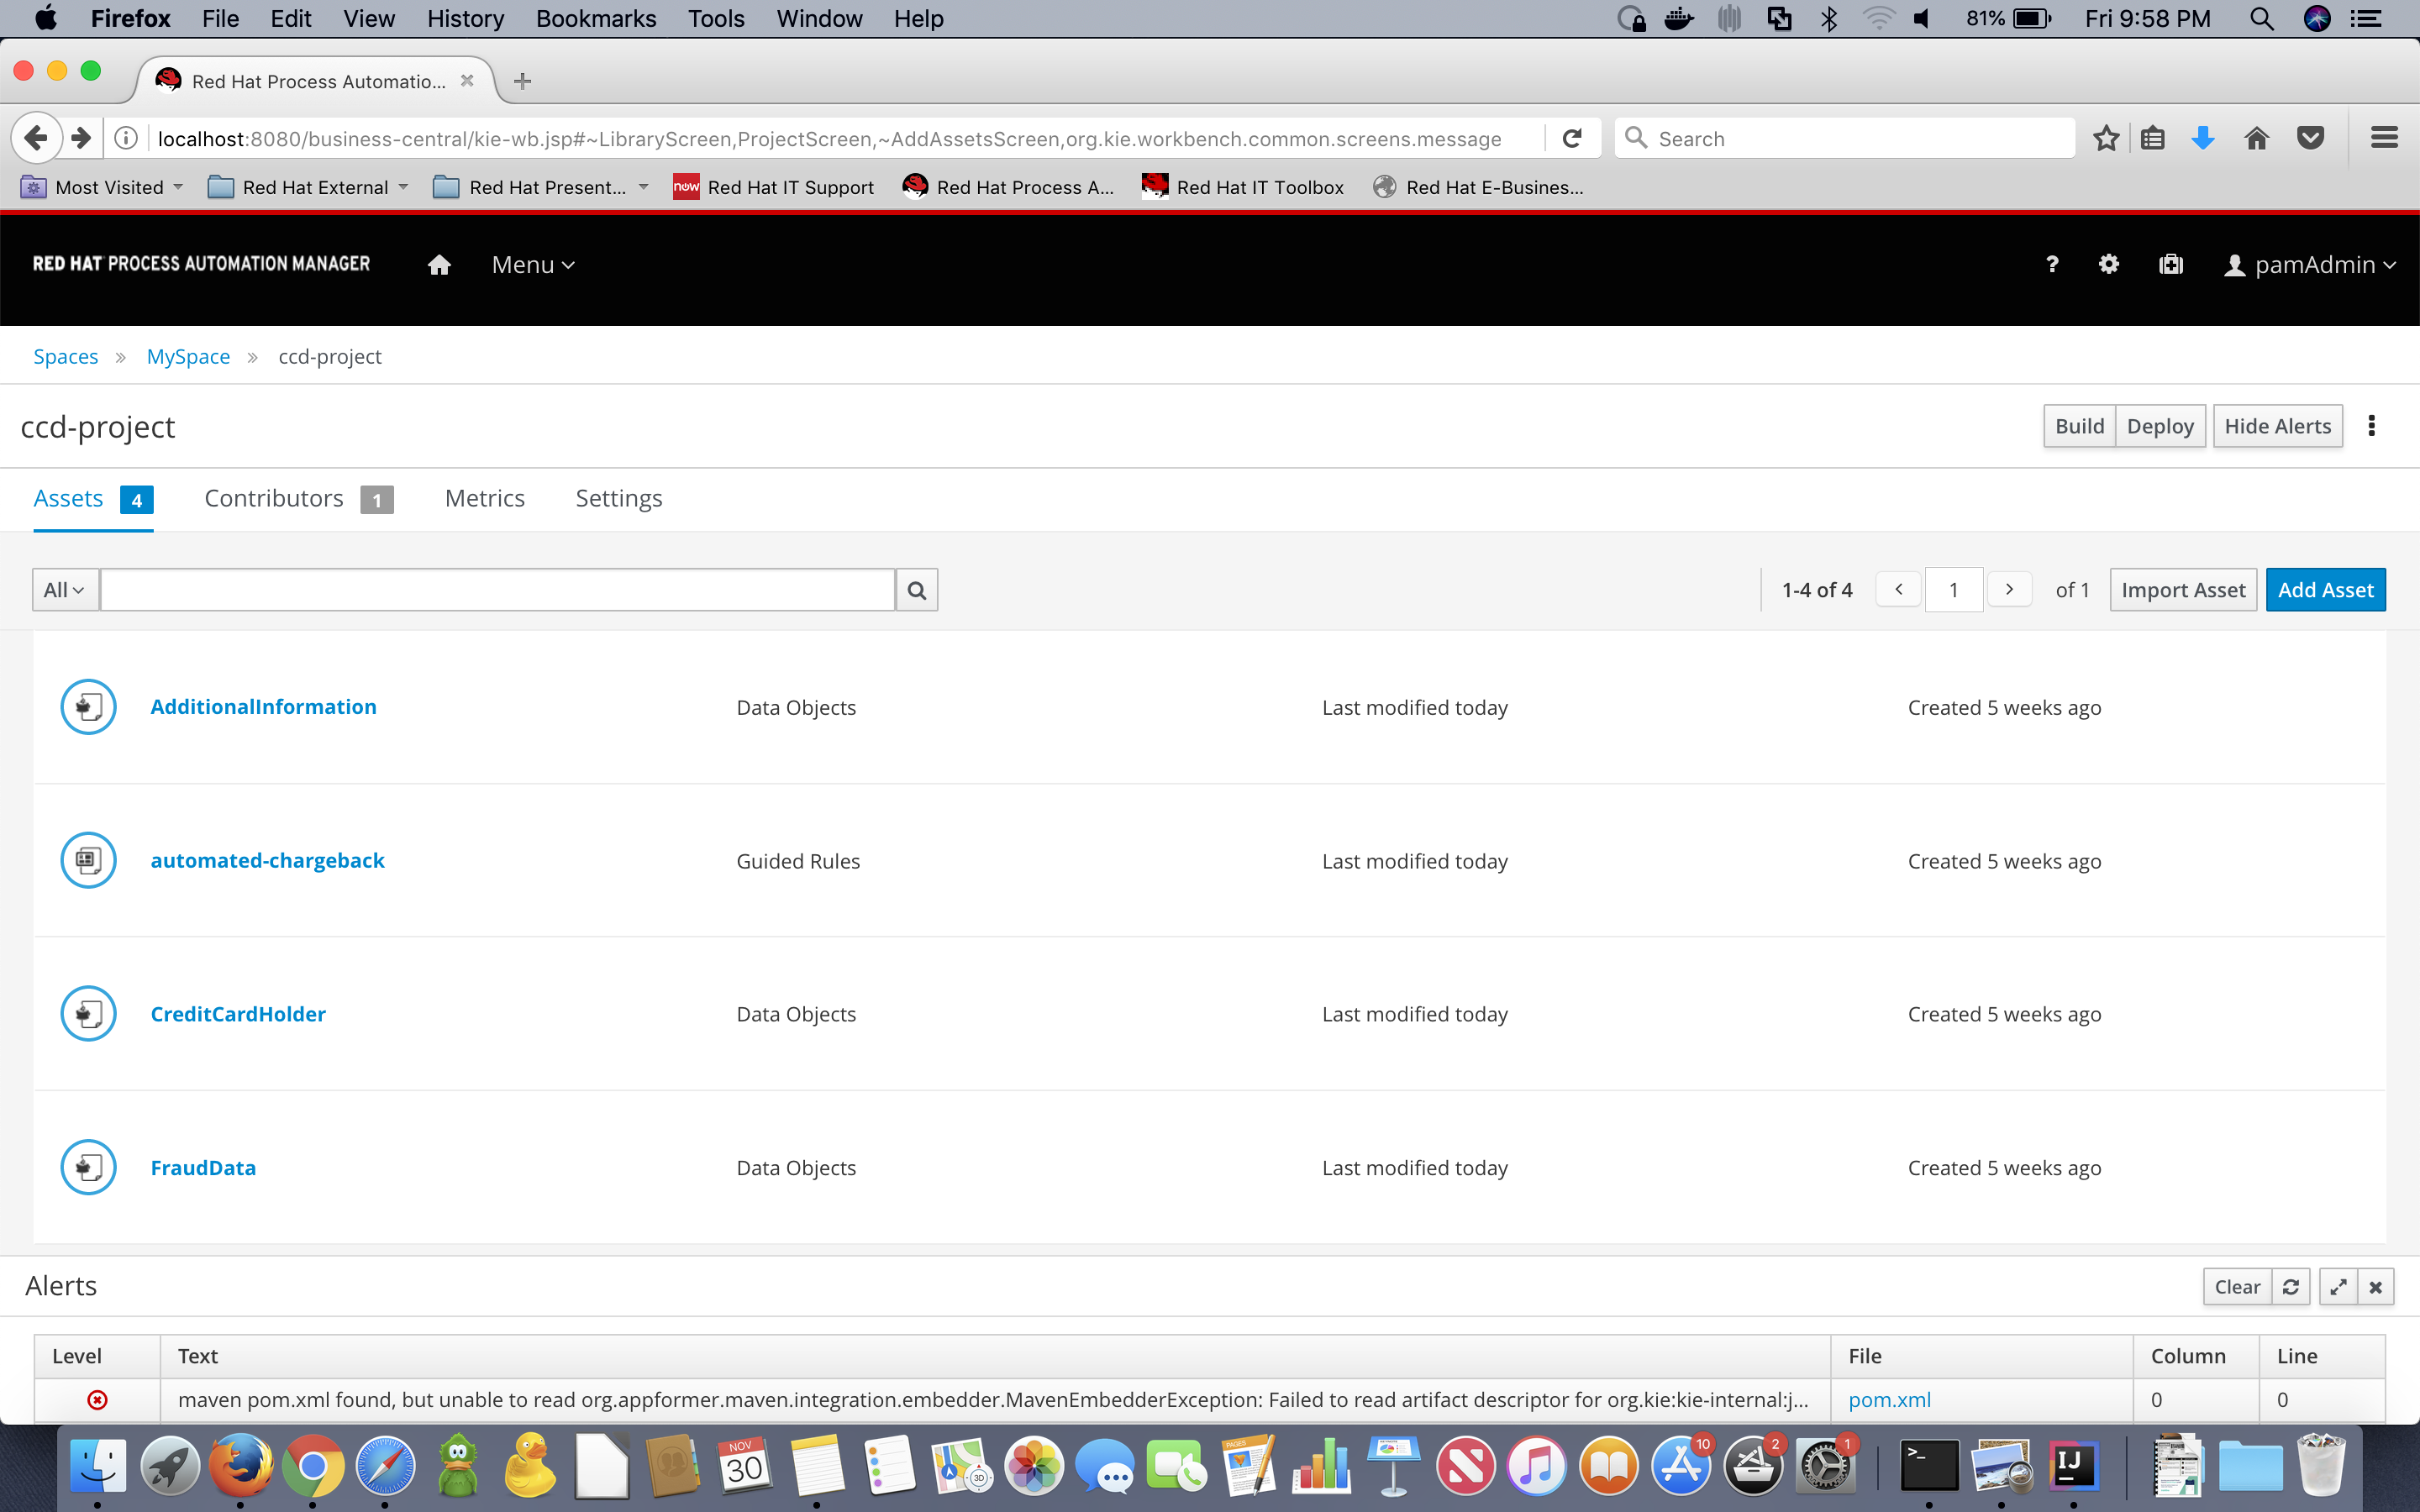 Firefox File Edit View History Bookmarks Tools Window Help 81% Fri 9:58 PM
Red Hat Process Automatio...
localhost:8080/business-central/kie-wb.jsp#~LibraryScreen,ProjectScreen,~AddAssetsScreen,org.kie.workbench.common.screens.message Search
Most Visited Red Hat External Red Hat Present... now Red Hat IT Support Red Hat Process A... Red Hat IT Toolbox Red Hat E-Busines...
RED HAT PROCESS AUTOMATION MANAGER Menu ? pamAdmin
Spaces » MySpace » ccd-project
ccd-project Build Deploy Hide Alerts
Assets 4 Contributors 1 Metrics Settings
All 1-4 of 4 < 1 > of 1 Import Asset Add Asset
AdditionalInformation Data Objects Last modified today Created 5 weeks ago
automated-chargeback Guided Rules Last modified today Created 5 weeks ago
CreditCardHolder Data Objects Last modified today Created 5 weeks ago
FraudData Data Objects Last modified today Created 5 weeks ago
Alerts Clear
Level Text File Column Line
maven pom.xml found, but unable to read org.appformer.maven.integration.embedder.MavenEmbedderException: Failed to read artifact descriptor for org.kie:kie-internal:j... pom.xml 0 0
NOV
30
3D
PAGES
10
2
1
>_
IJ